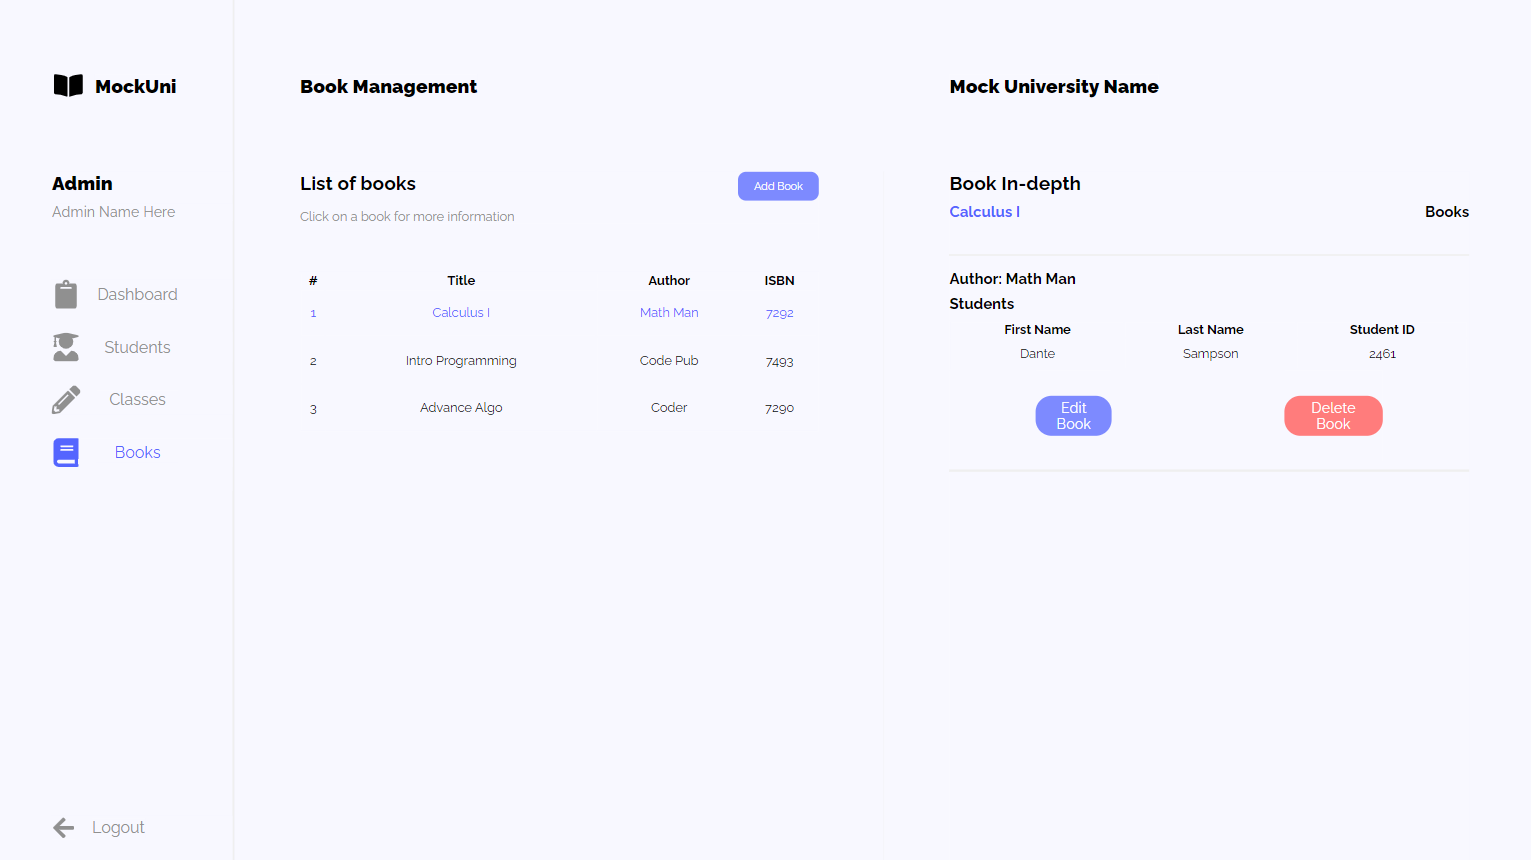 MockUni
Admin
Admin Name Here
Dashboard
Students
Classes
Books
Logout
Book Management
List of books
Add Book
Click on a book for more information
# Title Author ISBN
1 Calculus I Math Man 7292
2 Intro Programming Code Pub 7493
3 Advance Algo Coder 7290
Mock University Name
Book In-depth
Calculus I Books
Author: Math Man
Students
First Name Last Name Student ID
Dante Sampson 2461
Edit
Book
Delete
Book